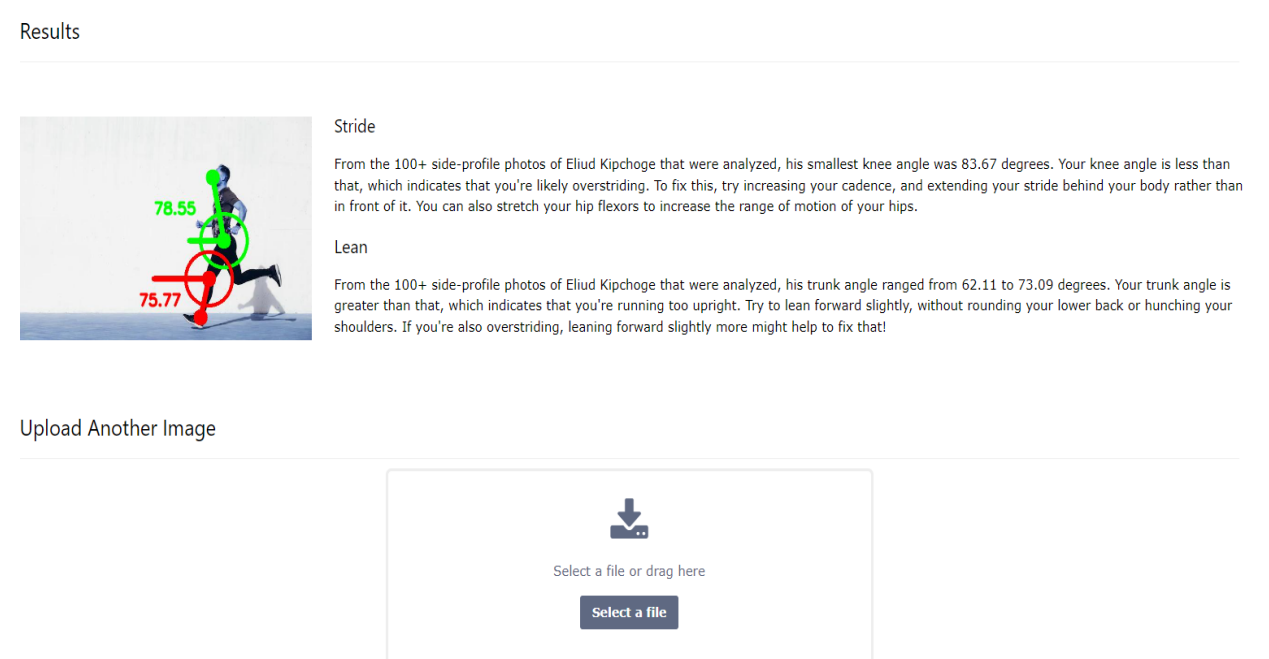 Results
Stride
From the 100+ side-profile photos of Eliud Kipchoge that were analyzed, his smallest knee angle was 83.67 degrees. Your knee angle is less than
that, which indicates that you're likely overstriding. To fix this, try increasing your cadence, and extending your stride behind your body rather than
in front of it. You can also stretch your hip flexors to increase the range of motion of your hips.
78.55
75.77
Lean
From the 100+ side-profile photos of Eliud Kipchoge that were analyzed, his trunk angle ranged from 62.11 to 73.09 degrees. Your trunk angle is
greater than that, which indicates that you're running too upright. Try to lean forward slightly, without rounding your lower back or hunching your
shoulders. If you're also overstriding, leaning forward slightly more might help to fix that!
Upload Another Image
Select a file or drag here
Select a file